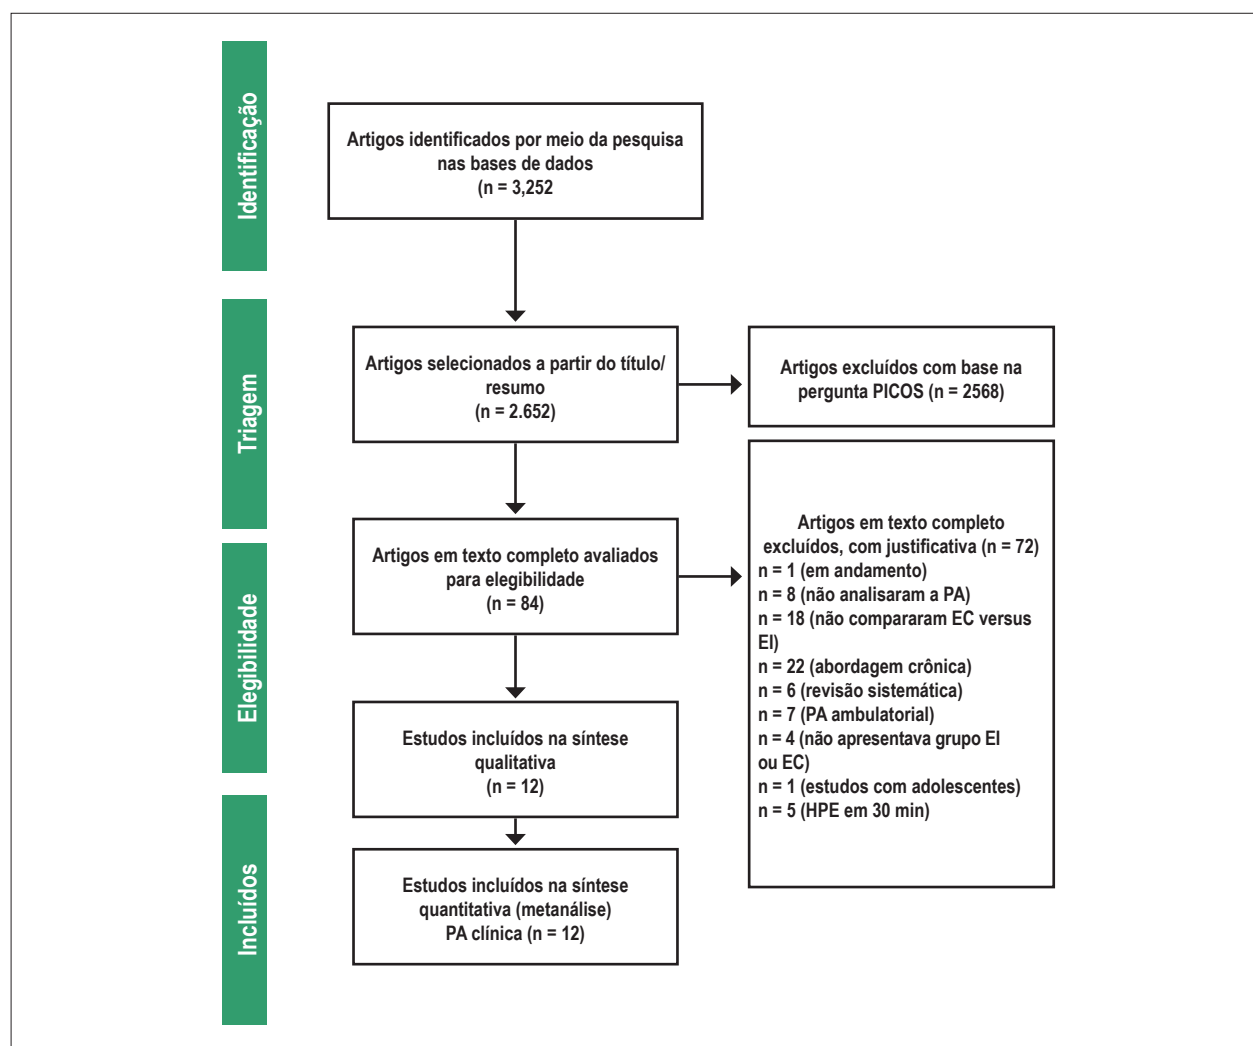 Identificação
Artigos identificados por meio da pesquisa
nas bases de dados
(n = 3,252
Triagem
Artigos selecionados a partir do título/
resumo
(n = 2.652)
Artigos excluídos com base na
pergunta PICOS (n = 2568)
Elegibilidade
Artigos em texto completo avaliados
para elegibilidade
(n = 84)
Artigos em texto completo
excluídos, com justificativa (n = 72)
n = 1 (em andamento)
n = 8 (não analisaram a PA)
n = 18 (não compararam EC versus
EI)
n = 22 (abordagem crônica)
n = 6 (revisão sistemática)
n = 7 (PA ambulatorial)
n = 4 (não apresentava grupo EI
ou EC)
n = 1 (estudos com adolescentes)
n = 5 (HPE em 30 min)
Estudos incluídos na síntese
qualitativa
(n = 12)
Incluídos
Estudos incluídos na síntese
quantitativa (metanálise)
PA clínica (n = 12)